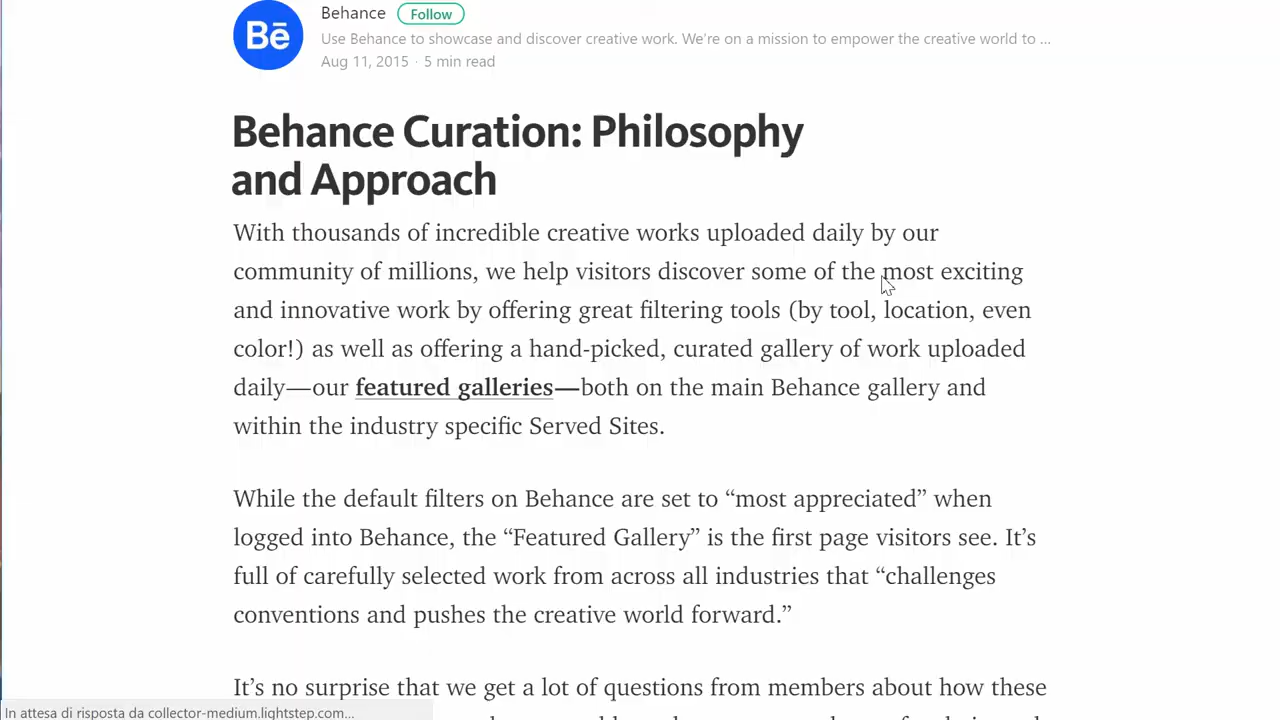 Bē
Behance Follow
Use Behance to showcase and discover creative work. We're on a mission to empower the creative world to ...
Aug 11, 2015 · 5 min read
Behance Curation: Philosophy
and Approach
With thousands of incredible creative works uploaded daily by our
community of millions, we help visitors discover some of the most exciting
and innovative work by offering great filtering tools (by tool, location, even
color!) as well as offering a hand-picked, curated gallery of work uploaded
daily—our featured galleries—both on the main Behance gallery and
within the industry specific Served Sites.
While the default filters on Behance are set to “most appreciated” when
logged into Behance, the “Featured Gallery” is the first page visitors see. It’s
full of carefully selected work from across all industries that “challenges
conventions and pushes the creative world forward.”
It’s no surprise that we get a lot of questions from members about how these
In attesa di risposta da collector-medium.lightstep.com...